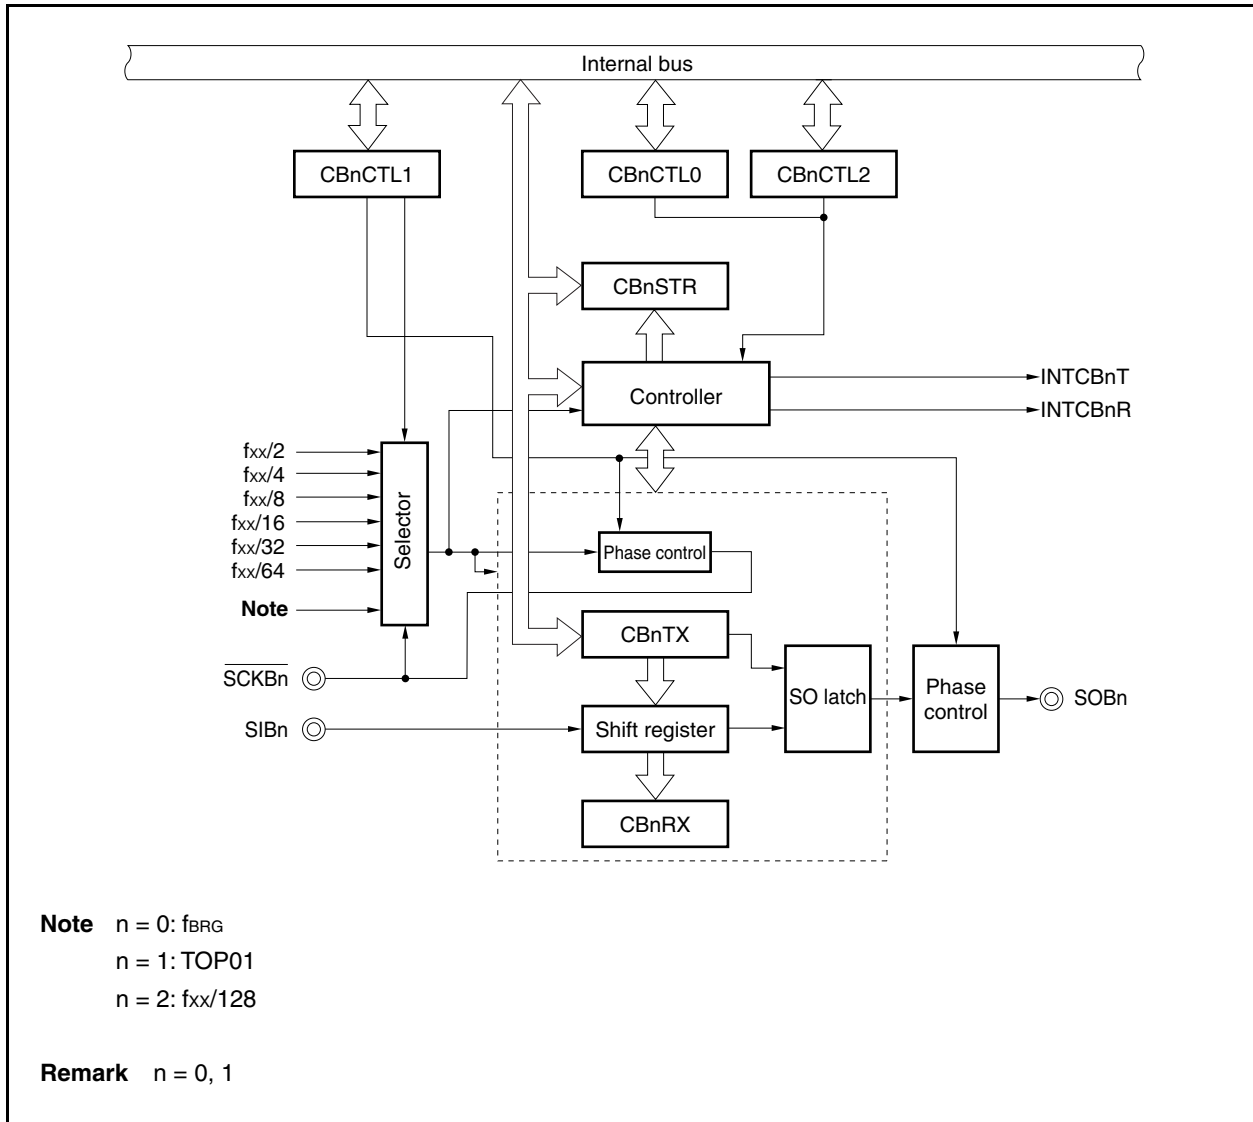 Internal bus
CBnCTL1
CBnCTL0
CBnCTL2
CBnSTR
Controller
INTCBnT
INTCBnR
fxx/2
fxx/4
fxx/8
fxx/16
fxx/32
fxx/64
Note
Selector
Phase control
SCKBn
SIBn
CBnTX
Shift register
CBnRX
SO latch
Phase
control
SOBn
Note n = 0: fBRG
n = 1: TOP01
n = 2: fxx/128
Remark n = 0, 1